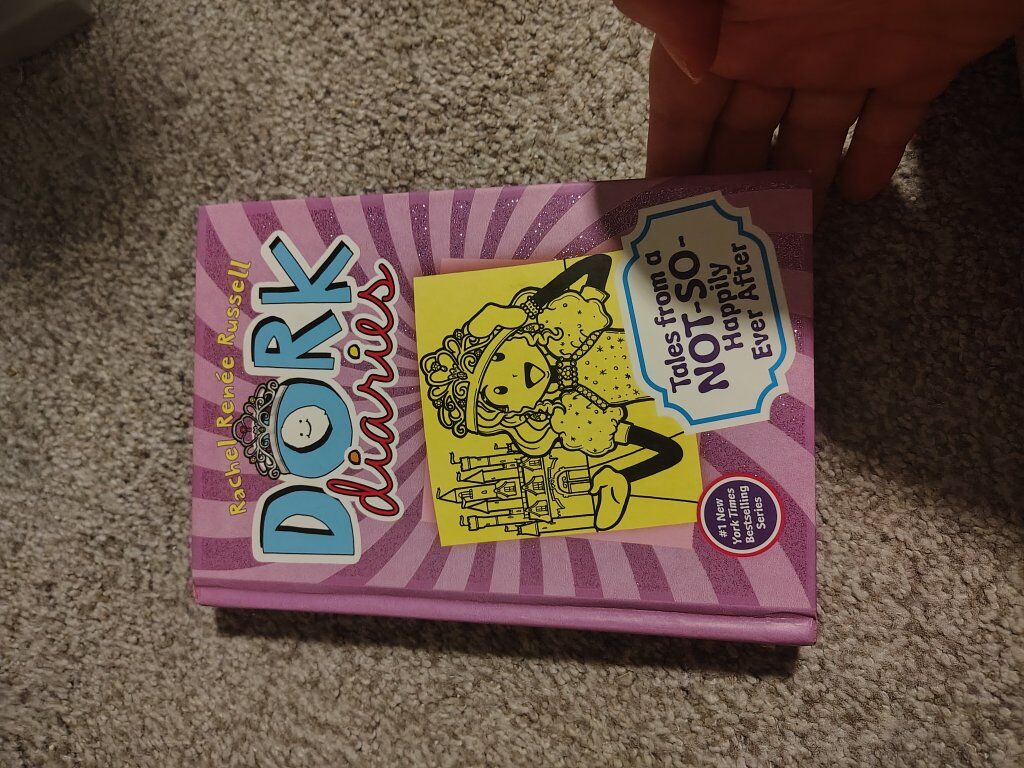 Rachel Renée Russell
DORK
diaries
Tales from a
NOT-SO-
Happily
Ever After
#1 New
York Times
Bestselling
Series